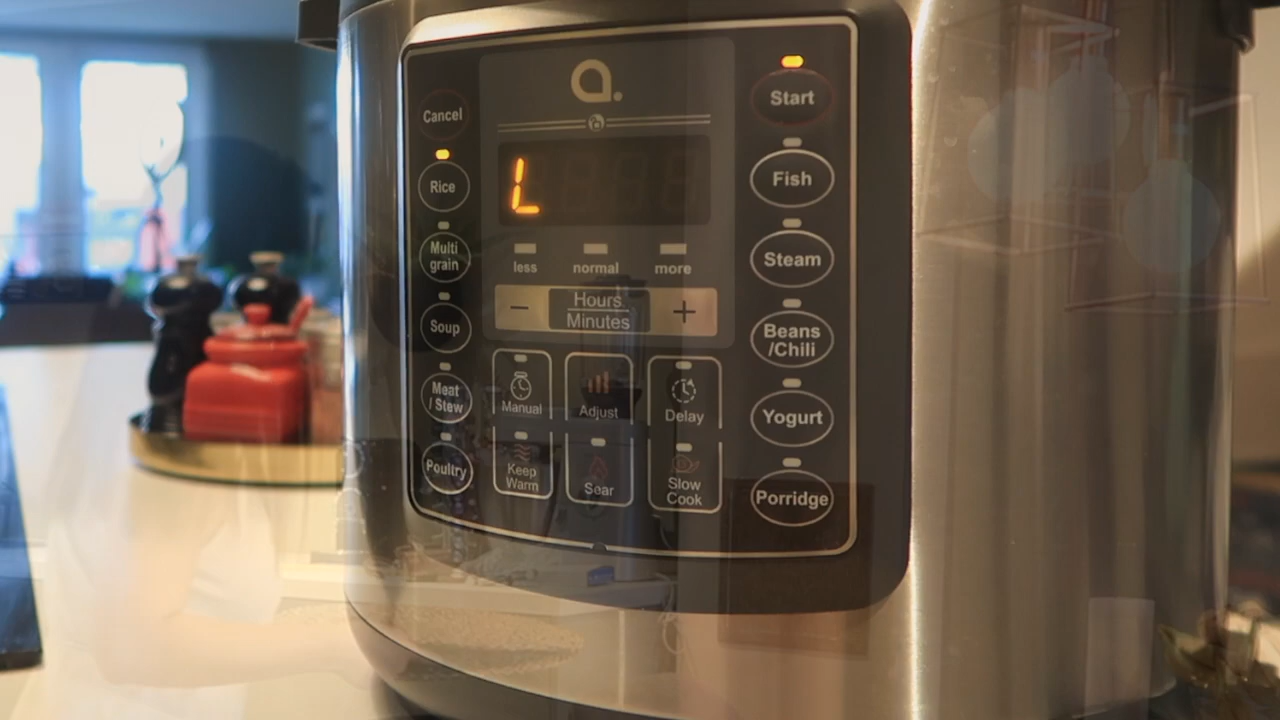 a.
Cancel
Rice
Multi
grain
Soup
Meat
/ Stew
Poultry
L
less normal more
− Hours +
Minutes
Manual Adjust Delay
Keep
Warm
Sear
Slow
Cook
Start
Fish
Steam
Beans
/Chili
Yogurt
Porridge